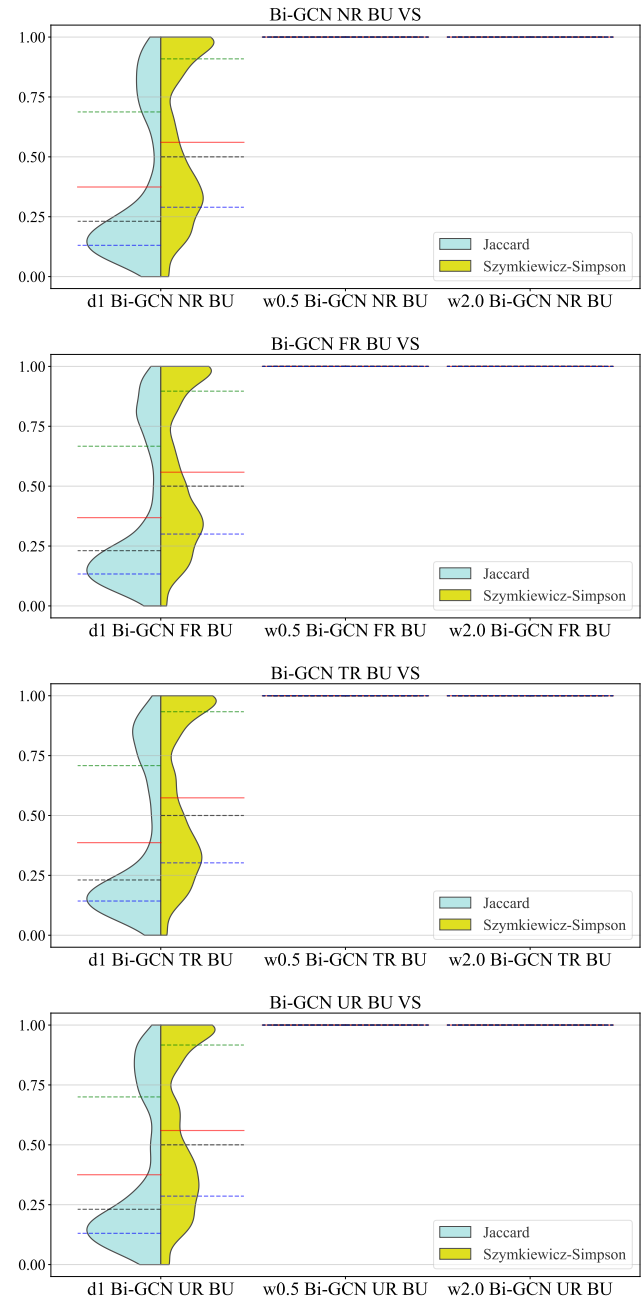 Bi-GCN NR BU VS
1.00
0.75
0.50
0.25
0.00
Jaccard
Szymkiewicz-Simpson
d1 Bi-GCN NR BU w0.5 Bi-GCN NR BU w2.0 Bi-GCN NR BU
Bi-GCN FR BU VS
1.00
0.75
0.50
0.25
0.00
Jaccard
Szymkiewicz-Simpson
d1 Bi-GCN FR BU w0.5 Bi-GCN FR BU w2.0 Bi-GCN FR BU
Bi-GCN TR BU VS
1.00
0.75
0.50
0.25
0.00
Jaccard
Szymkiewicz-Simpson
d1 Bi-GCN TR BU w0.5 Bi-GCN TR BU w2.0 Bi-GCN TR BU
Bi-GCN UR BU VS
1.00
0.75
0.50
0.25
0.00
Jaccard
Szymkiewicz-Simpson
d1 Bi-GCN UR BU w0.5 Bi-GCN UR BU w2.0 Bi-GCN UR BU